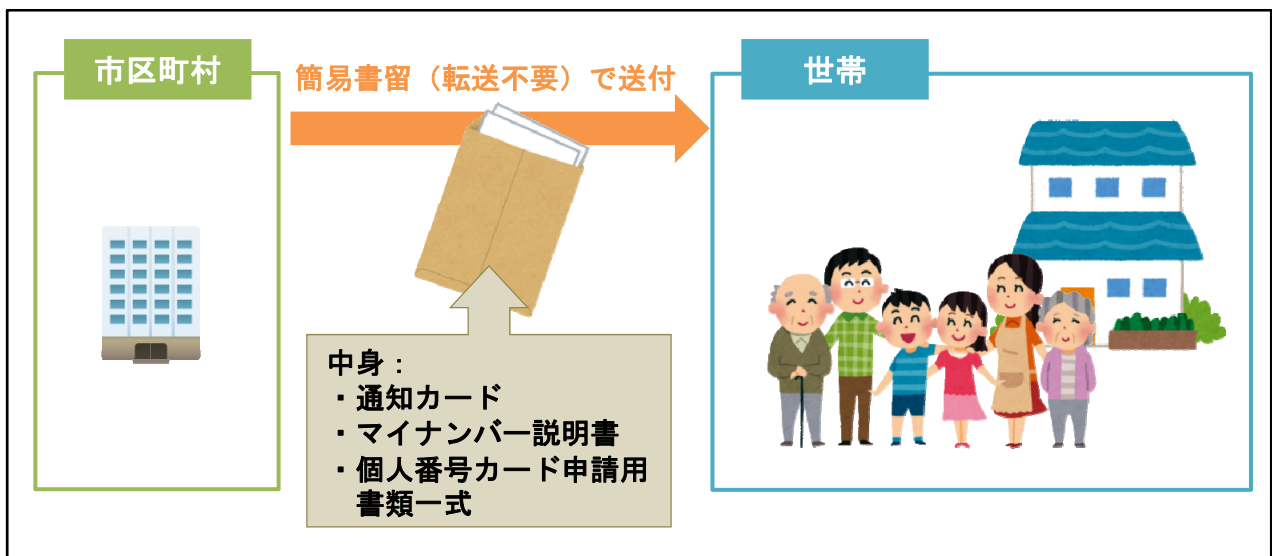 市区町村
簡易書留（転送不要）で送付
世帯
中身：
・通知カード
・マイナンバー説明書
・個人番号カード申請用
書類一式